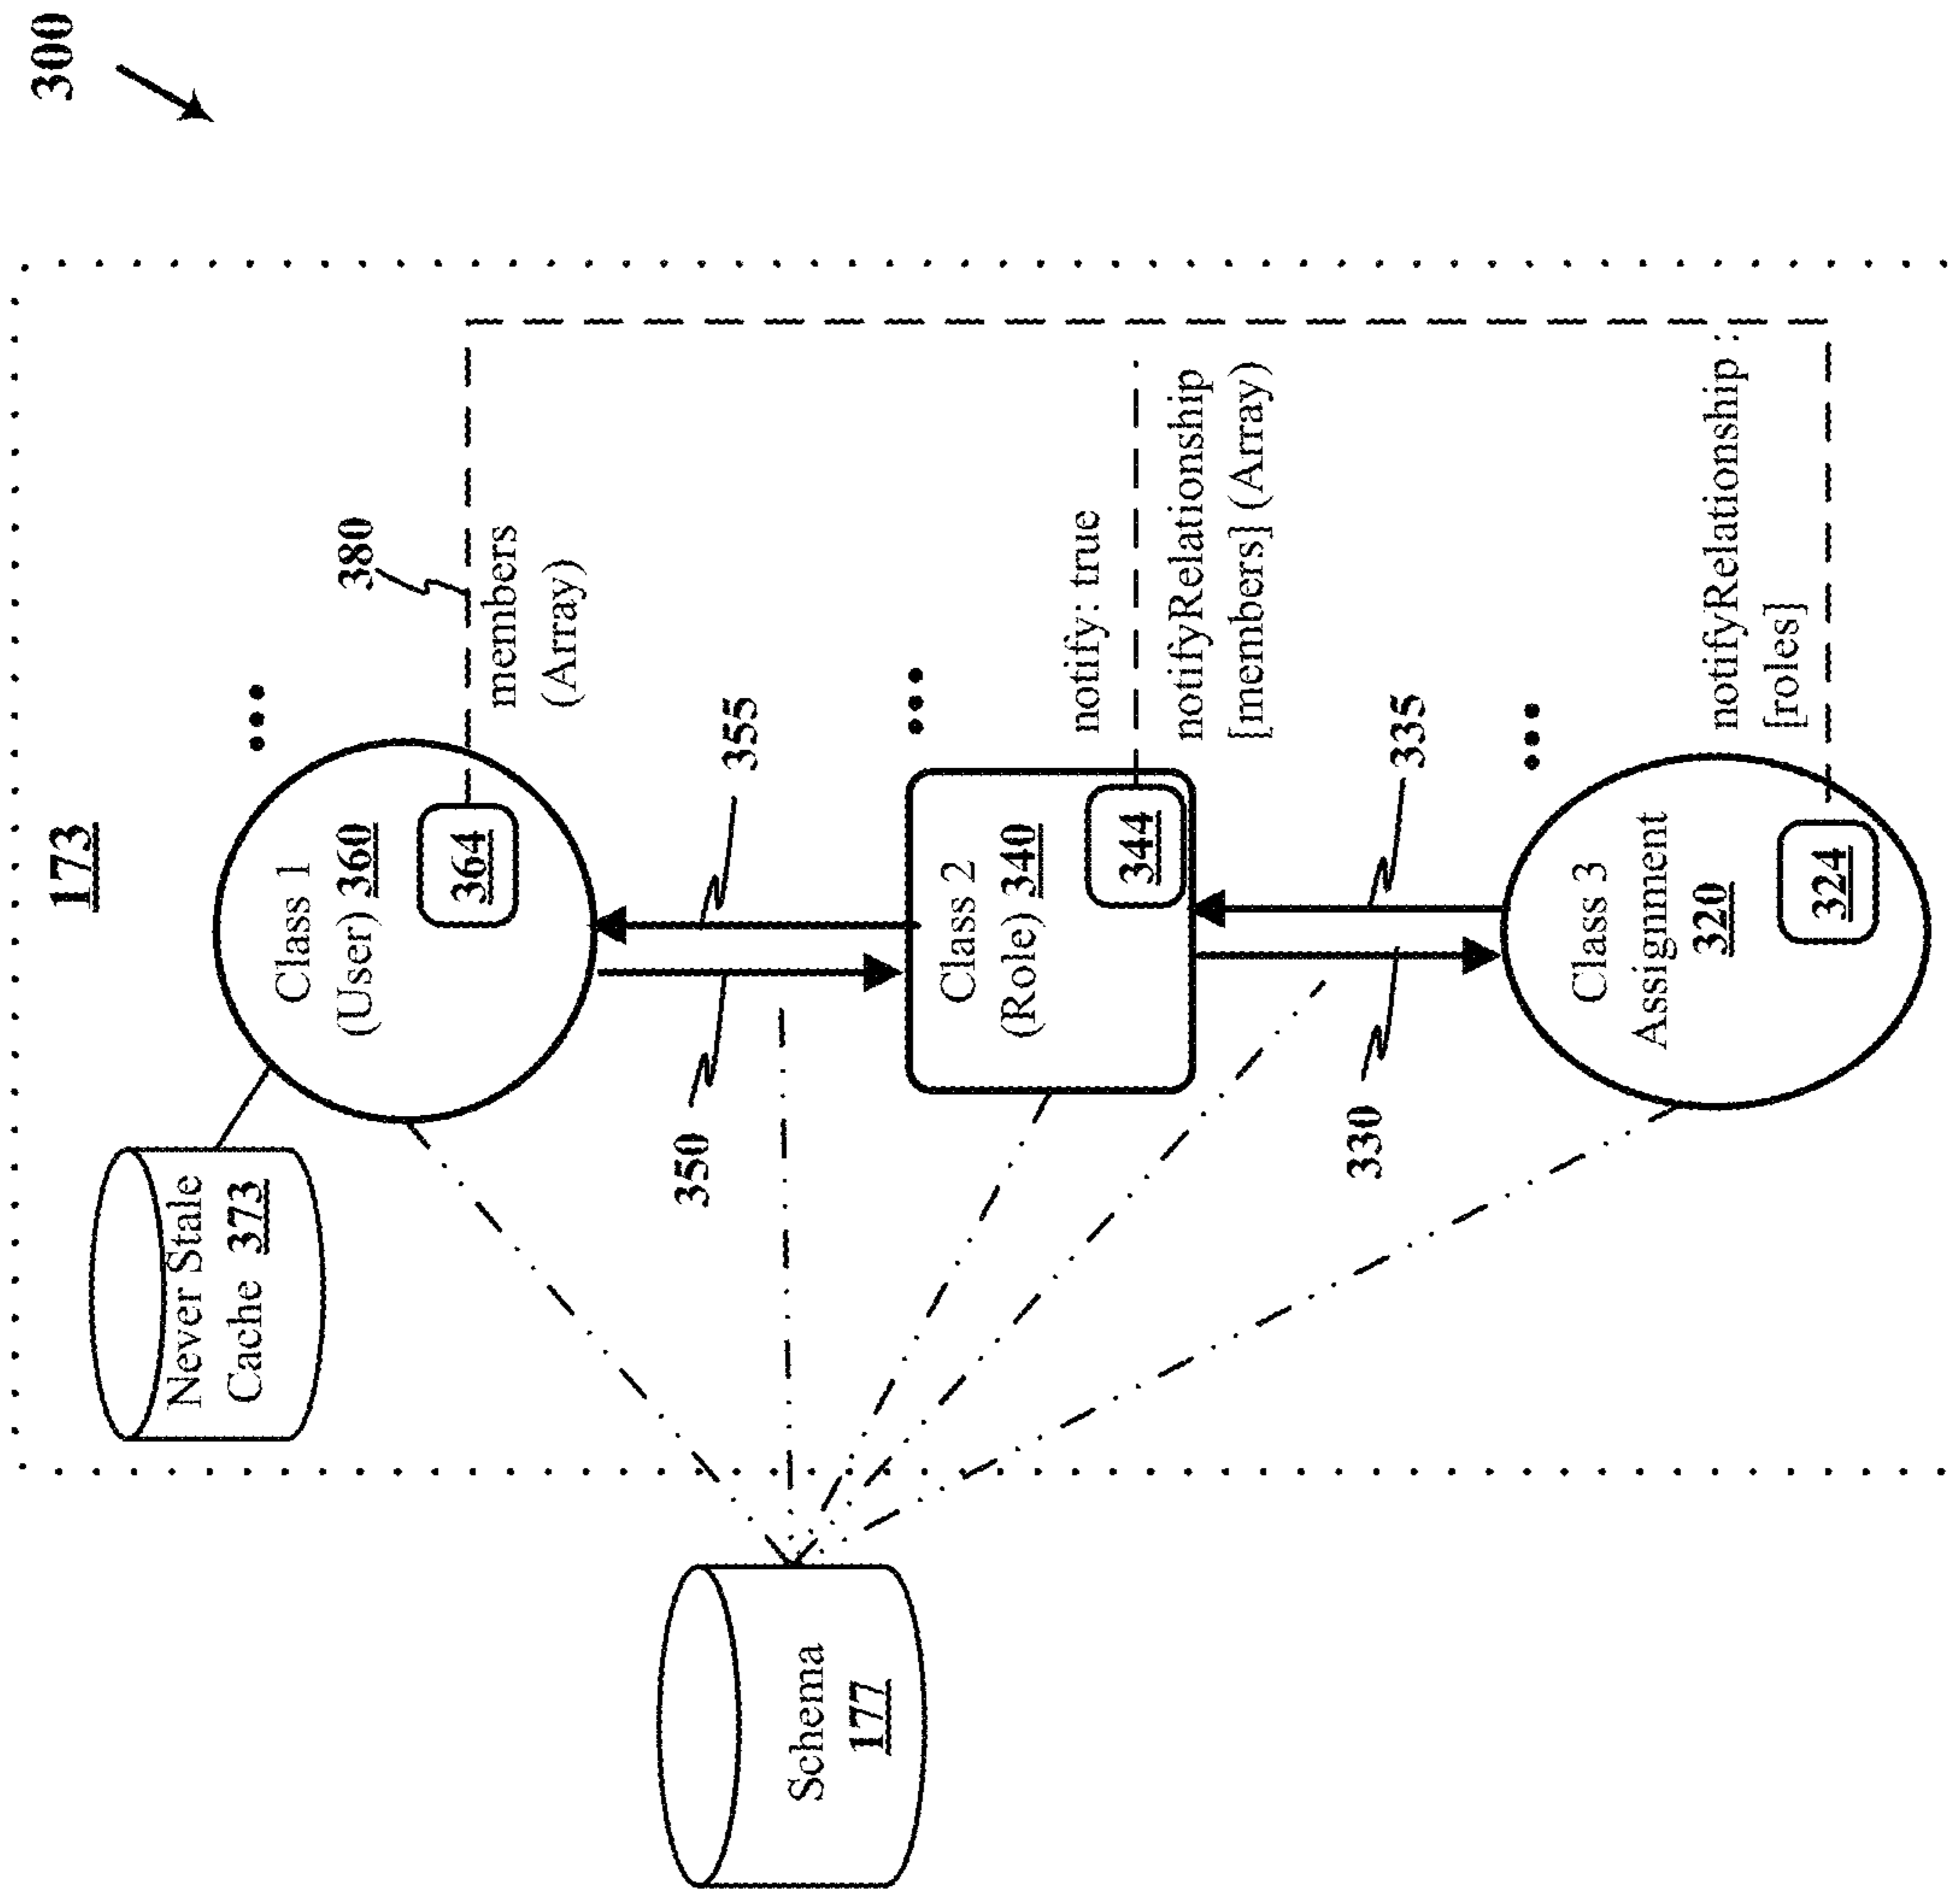 300
173
Never Stale
Cache 373
Class 1
(User) 360
364
380
members
(Array)
•••
350
355
Schema
177
Class 2
(Role) 340
344
•••
notify: true
notifyRelationship
[members] (Array)
330
335
Class 3
Assignment
320
324
•••
notifyRelationship :
[roles]